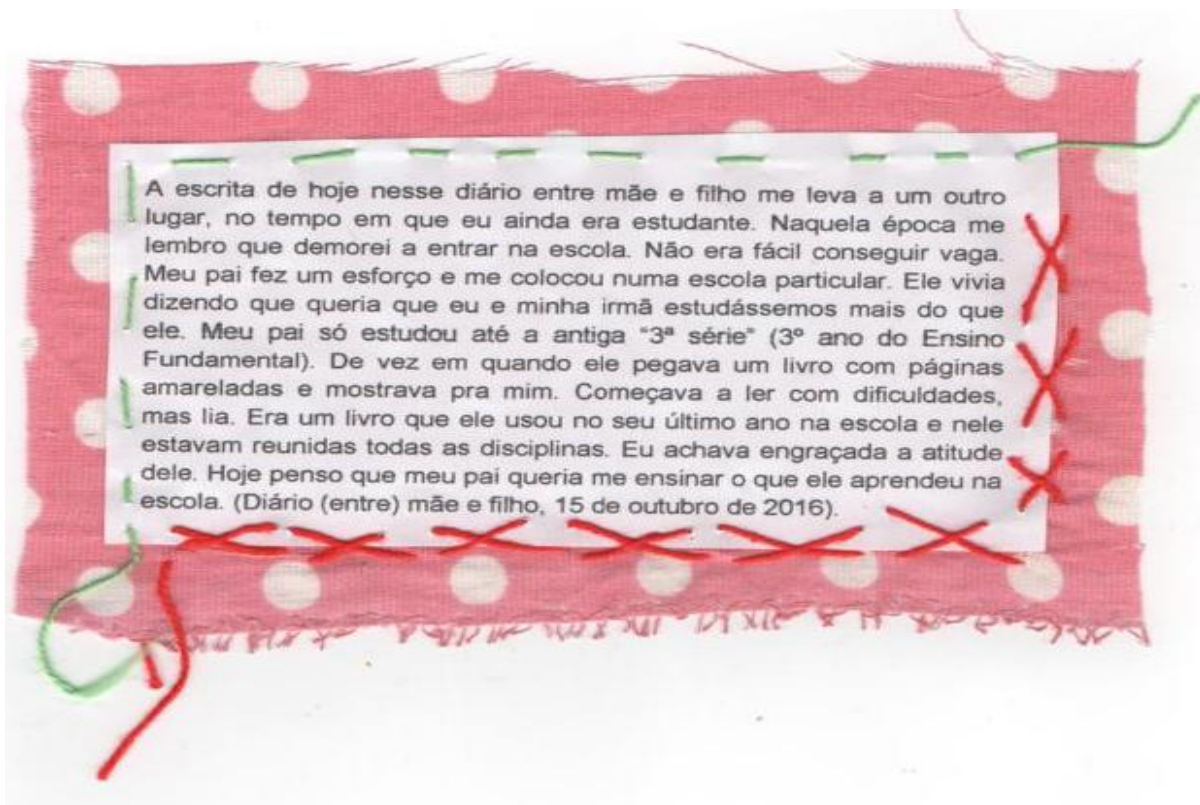 A escrita de hoje nesse diário entre mãe e filho me leva a um outro
lugar, no tempo em que eu ainda era estudante. Naquela época me
lembro que demorei a entrar na escola. Não era fácil conseguir vaga.
Meu pai fez um esforço e me colocou numa escola particular. Ele vivia
dizendo que queria que eu e minha irmã estudássemos mais do que
ele. Meu pai só estudou até a antiga “3ª série” (3º ano do Ensino
Fundamental). De vez em quando ele pegava um livro com páginas
amareladas e mostrava pra mim. Começava a ler com dificuldades,
mas lia. Era um livro que ele usou no seu último ano na escola e nele
estavam reunidas todas as disciplinas. Eu achava engraçada a atitude
dele. Hoje penso que meu pai queria me ensinar o que ele aprendeu na
escola. (Diário (entre) mãe e filho, 15 de outubro de 2016).